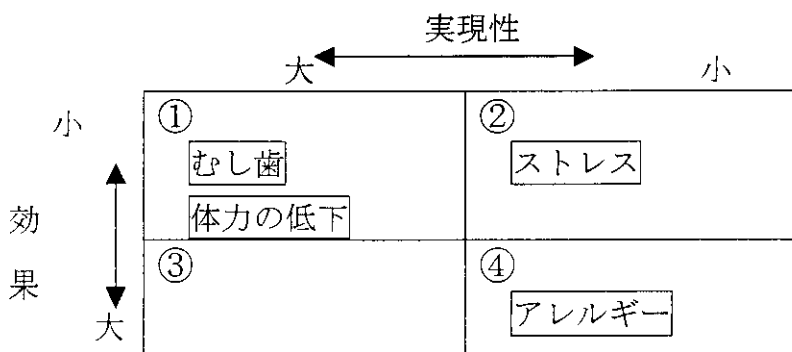 実現性
大 小
小
① ②
むし歯 ストレス
体力の低下
効
果
③ ④
アレルギー
大